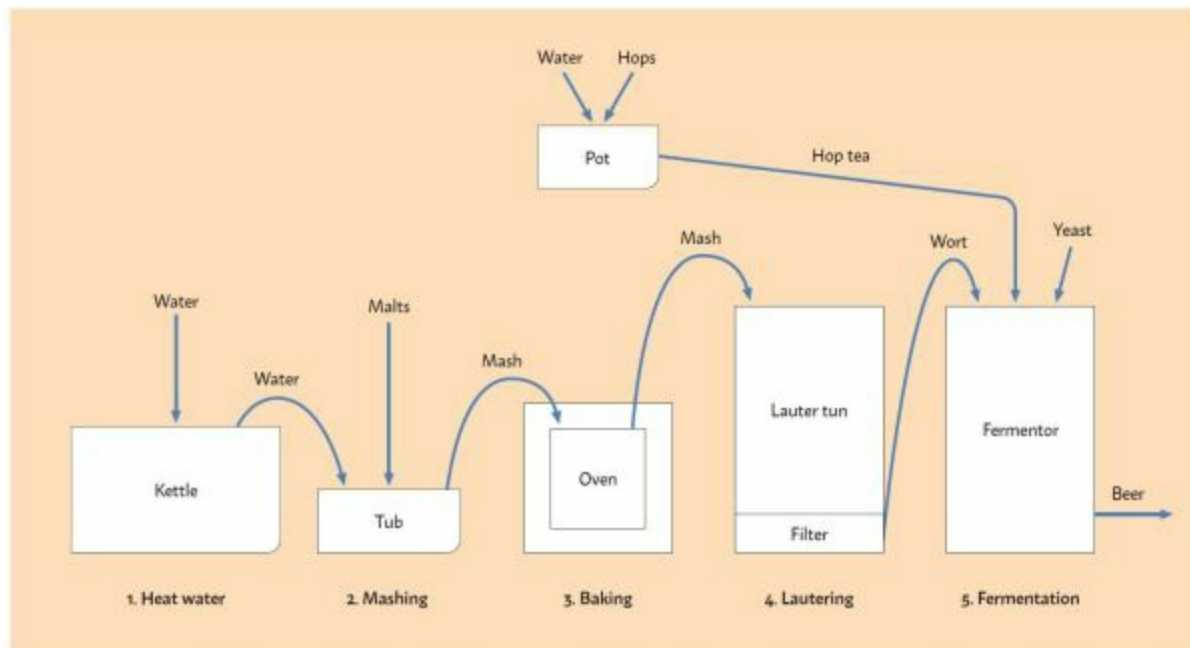 Water
Hops
Pot
Hop tea
Mash
Wort
Yeast
Water
Malts
Water
Mash
Kettle
Tub
Oven
Lauter tun
Filter
Fermentor
Beer
1. Heat water
2. Mashing
3. Baking
4. Lautering
5. Fermentation